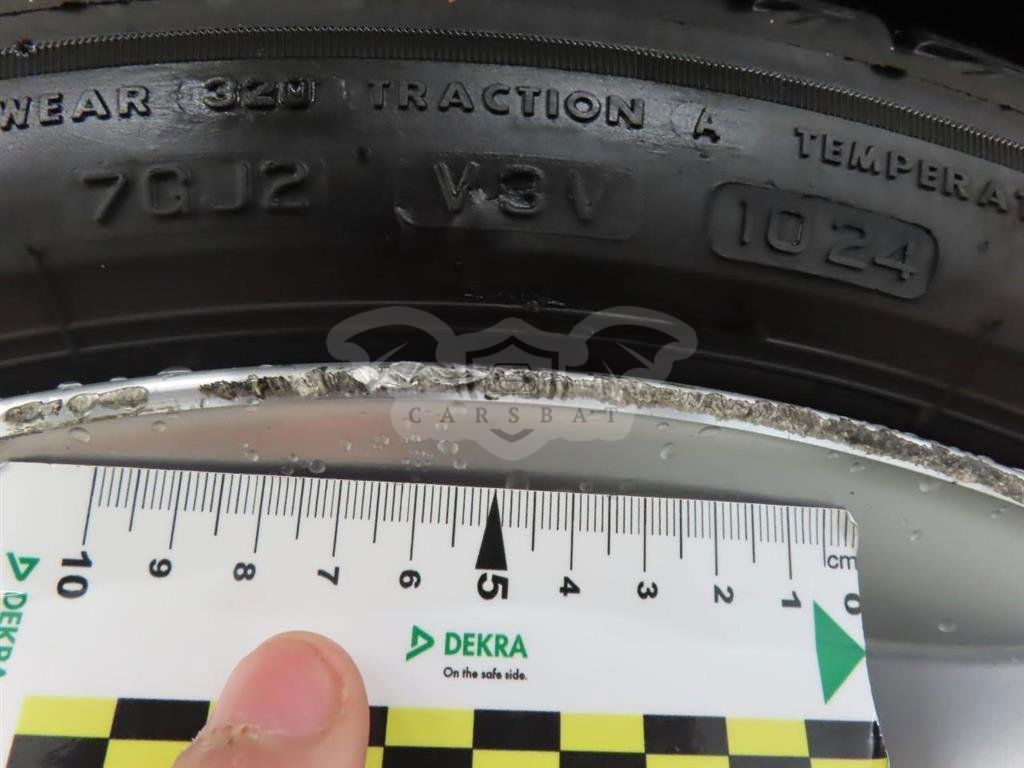 WEAR 320 TRACTION A TEMPERAT
7GJ2 V3V 1024
CARSBAT
10 9 8 7 6 5 4 3 2 1 0
cm
DEKRA
On the safe side.
DEKRA